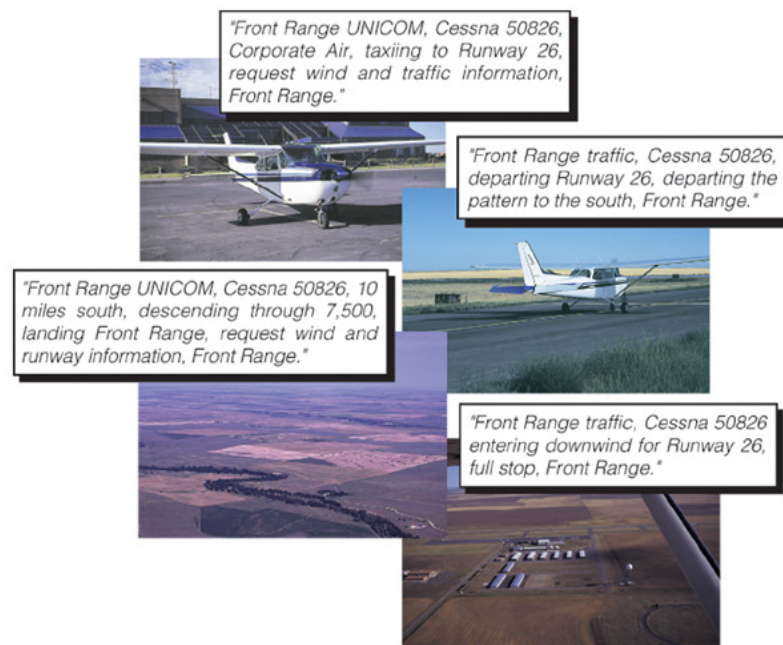 "Front Range UNICOM, Cessna 50826,
Corporate Air, taxiing to Runway 26,
request wind and traffic information,
Front Range."
"Front Range traffic, Cessna 50826,
departing Runway 26, departing the
pattern to the south, Front Range."
"Front Range UNICOM, Cessna 50826, 10
miles south, descending through 7,500,
landing Front Range, request wind and
runway information, Front Range."
"Front Range traffic, Cessna 50826
entering downwind for Runway 26,
full stop, Front Range."